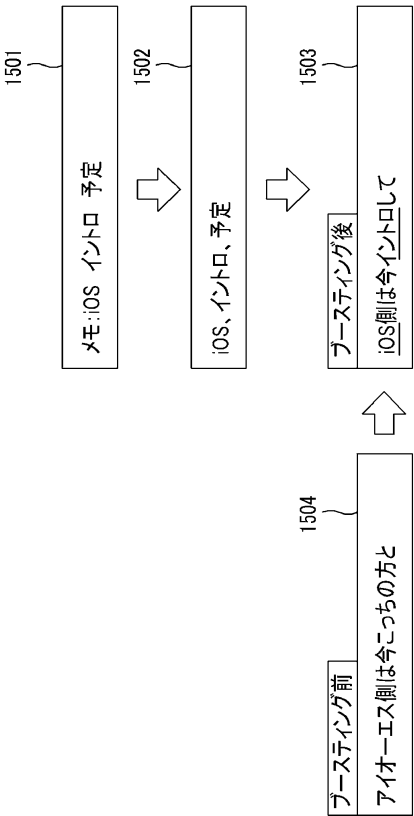 1501
メモ:iOS イントロ 予定
1502
iOS、イントロ、予定
1503
ブースティング後
iOS側は今イントロして
1504
ブースティング前
アイオーエス側は今こっちの方と